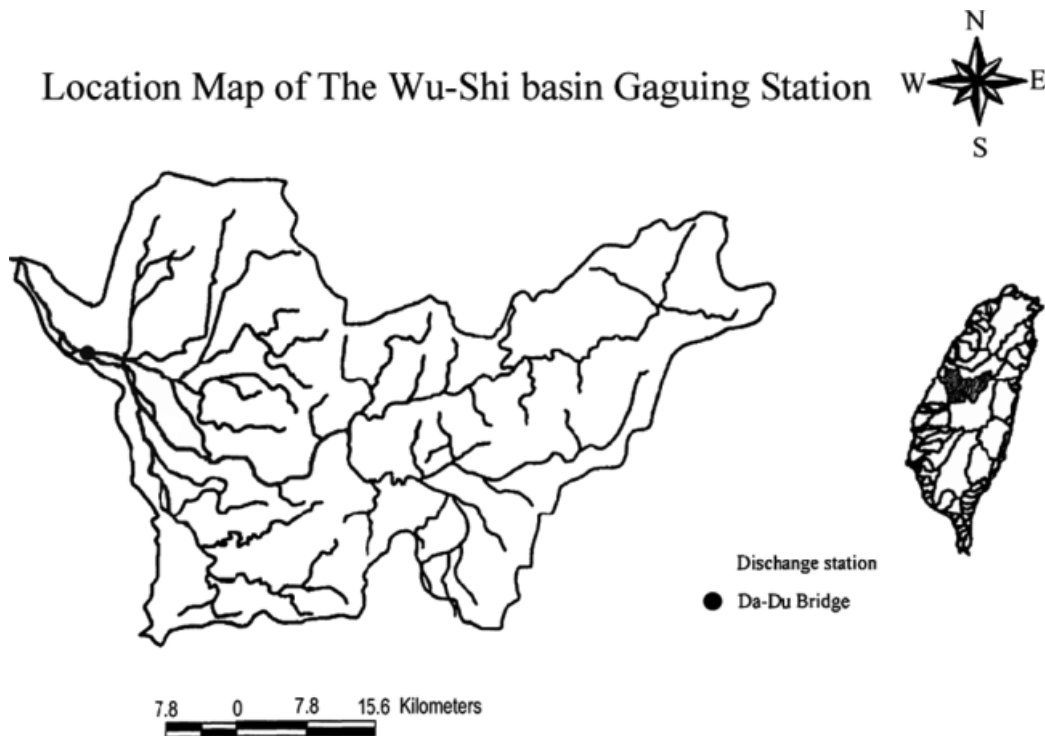 N
Location Map of The Wu-Shi basin Gaguing Station
W
E
S
Dischange station
Da-Du Bridge
7.8 0 7.8 15.6 Kilometers